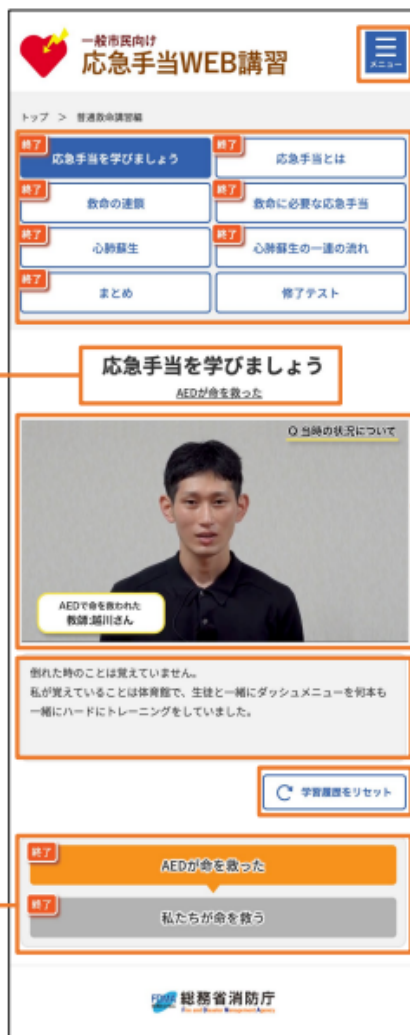 一般市民向け
応急手当WEB講習
メニュー
トップ > 普通救命講習編
終了
応急手当を学びましょう
終了
応急手当とは
終了
救命の連鎖
終了
救命に必要な応急手当
終了
心肺蘇生
終了
心肺蘇生の一連の流れ
終了
まとめ
修了テスト
応急手当を学びましょう
AEDが命を救った
Q 当時の状況について
AEDで命を救われた
教師:越川さん
倒れた時のことは覚えていません。
私が覚えていることは体育館で、生徒と一緒にダッシュメニューを何本も
一緒にハードにトレーニングをしていました。
学習履歴をリセット
終了
AEDが命を救った
終了
私たちが命を救う
FDMA 総務省消防庁
Fire and Disaster Management Agency